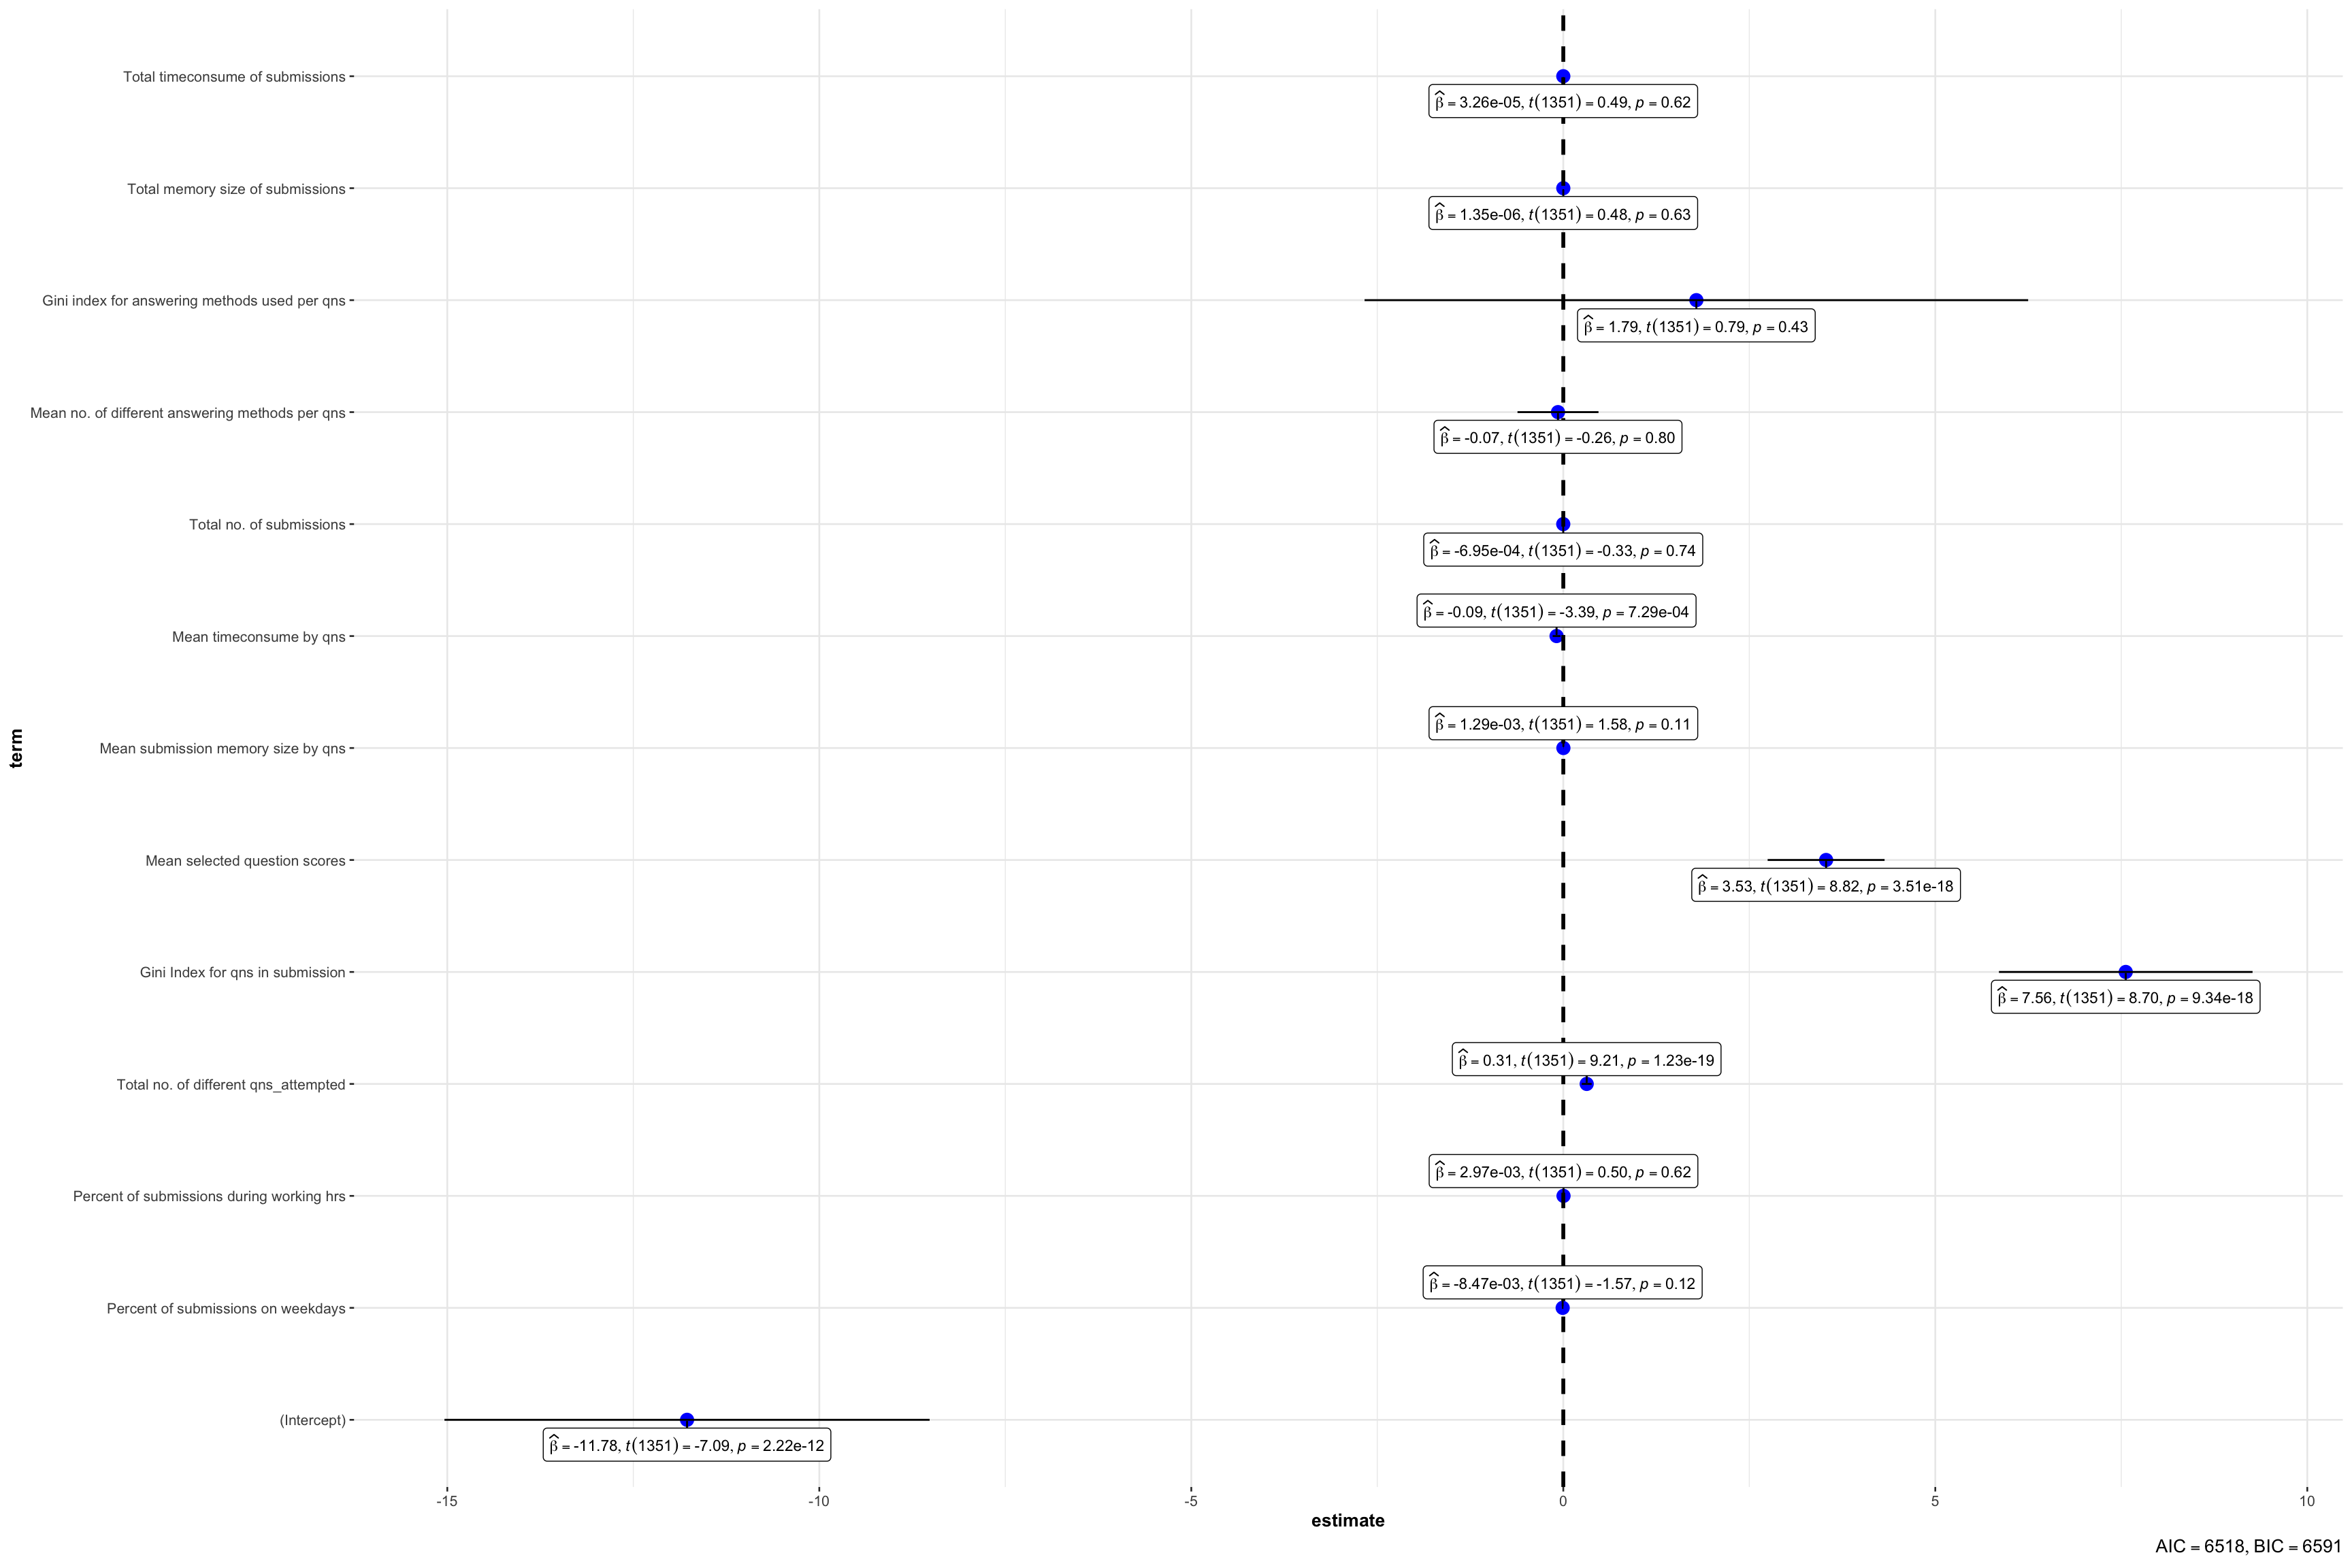 Total timeconsume of submissions
β̂ = 3.26e-05, t(1351) = 0.49, p = 0.62
Total memory size of submissions
β̂ = 1.35e-06, t(1351) = 0.48, p = 0.63
Gini index for answering methods used per qns
β̂ = 1.79, t(1351) = 0.79, p = 0.43
Mean no. of different answering methods per qns
β̂ = -0.07, t(1351) = -0.26, p = 0.80
Total no. of submissions
β̂ = -6.95e-04, t(1351) = -0.33, p = 0.74
β̂ = -0.09, t(1351) = -3.39, p = 7.29e-04
Mean timeconsume by qns
β̂ = 1.29e-03, t(1351) = 1.58, p = 0.11
Mean submission memory size by qns
term
Mean selected question scores
β̂ = 3.53, t(1351) = 8.82, p = 3.51e-18
Gini Index for qns in submission
β̂ = 7.56, t(1351) = 8.70, p = 9.34e-18
β̂ = 0.31, t(1351) = 9.21, p = 1.23e-19
Total no. of different qns_attempted
β̂ = 2.97e-03, t(1351) = 0.50, p = 0.62
Percent of submissions during working hrs
β̂ = -8.47e-03, t(1351) = -1.57, p = 0.12
Percent of submissions on weekdays
(Intercept)
β̂ = -11.78, t(1351) = -7.09, p = 2.22e-12
-15 -10 -5 0 5 10
estimate
AIC = 6518, BIC = 6591